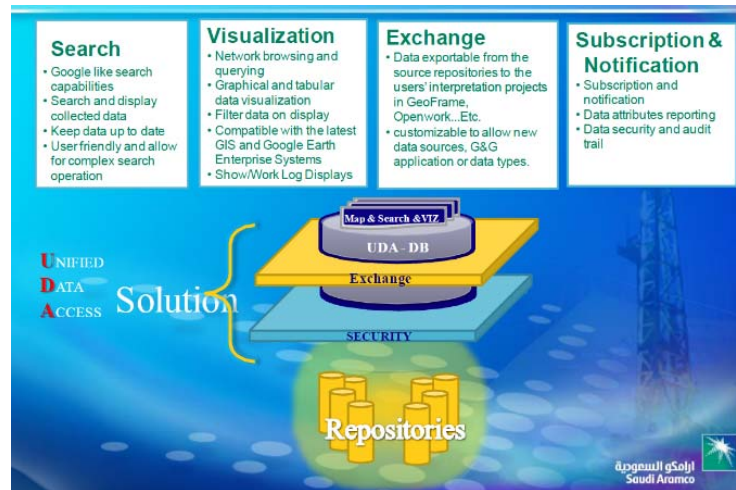 Search
• Google like search
capabilities
• Search and display
collected data
• Keep data up to date
• User friendly and allow
for complex search
operation
Visualization
• Network browsing and
querying
• Graphical and tabular
data visualization
• Filter data on display
• Compatible with the latest
GIS and Google Earth
Enterprise Systems
• Show/Work Log Displays
Exchange
• Data exportable from the
source repositories to the
users' interpretation projects
in GeoFrame,
Openwork...Etc.
• customizable to allow new
data sources, G&G
application or data types.
Subscription &
Notification
• Subscription and
notification
• Data attributes reporting
• Data security and audit
trail
Map & Search &VIZ
UDA - DB
Exchange
UNIFIED
DATA
ACCESS
Solution
SECURITY
Repositories
ارامكو السعودية
Saudi Aramco